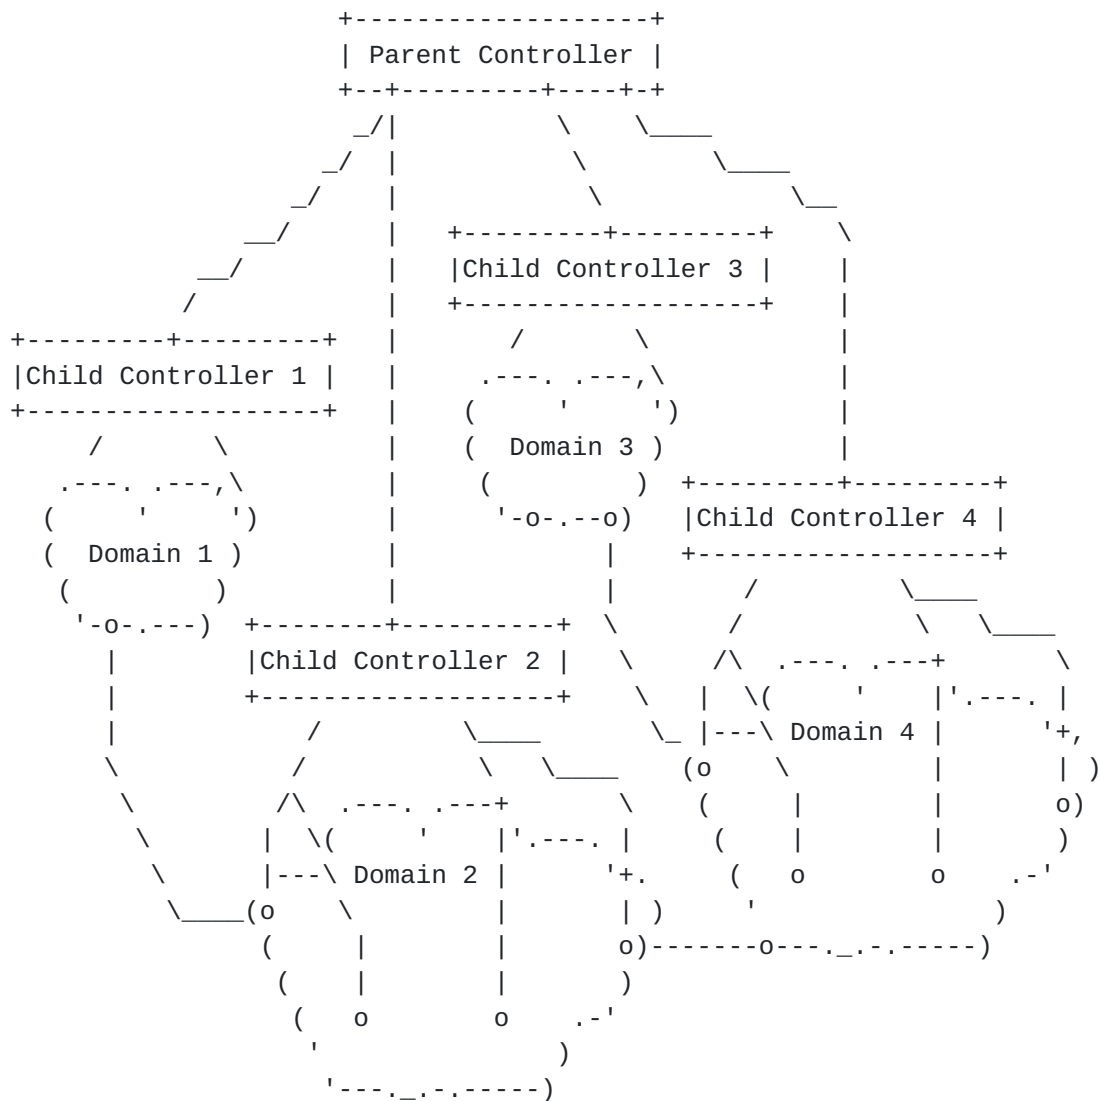 Parent Controller
Child Controller 3
Child Controller 1
Domain 3
Child Controller 4
Domain 1
Child Controller 2
Domain 4
Domain 2